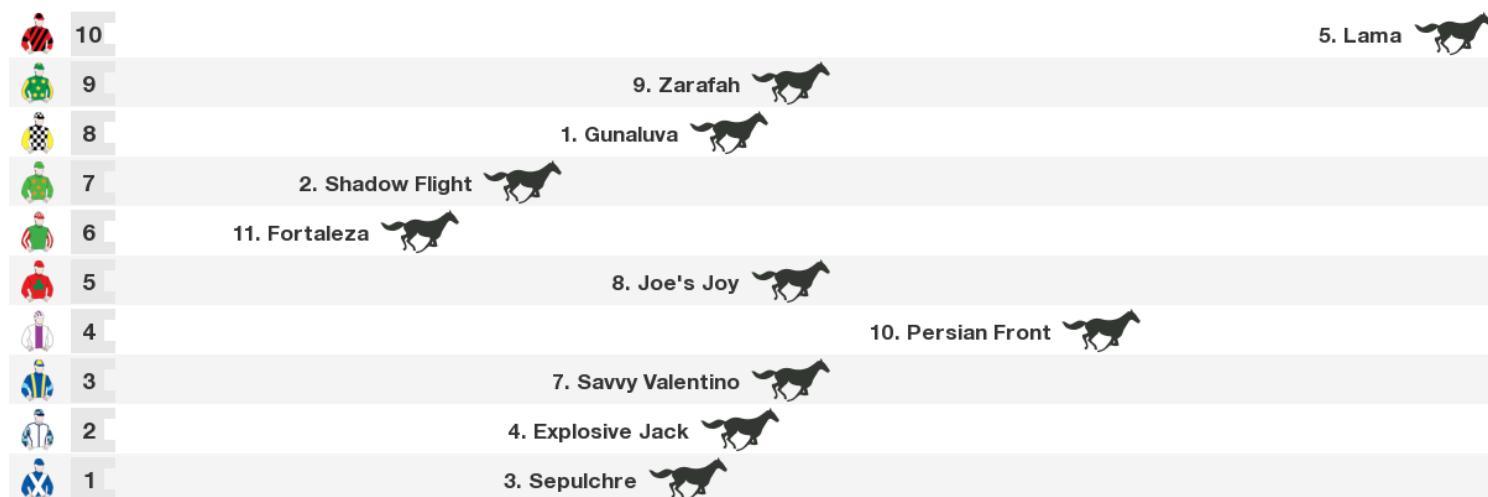 10 5. Lama
9 9. Zarafah
8 1. Gunaluva
7 2. Shadow Flight
6 11. Fortaleza
5 8. Joe's Joy
4 10. Persian Front
3 7. Savvy Valentino
2 4. Explosive Jack
1 3. Sepulchre